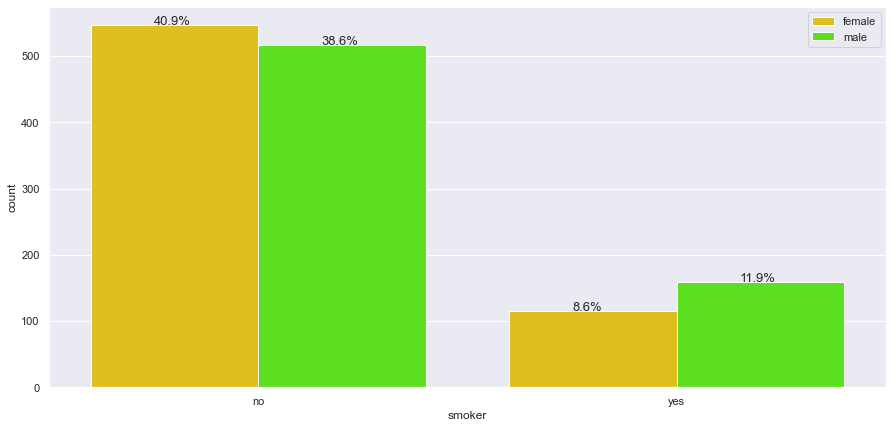 40.9%
38.6%
11.9%
8.6%
female
male
count
500
400
300
200
100
0
no
yes
smoker